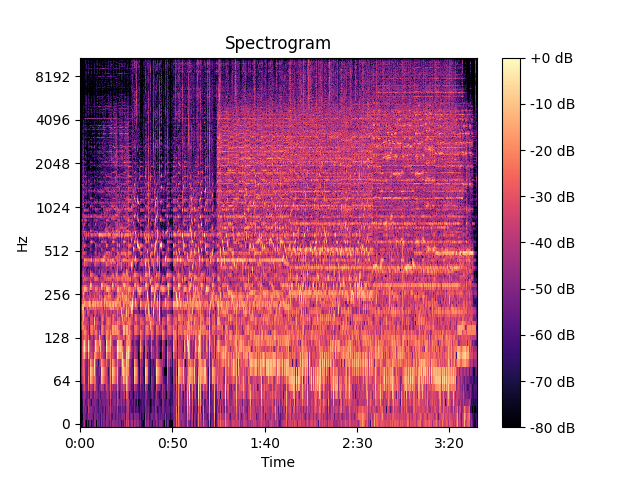 Spectrogram
8192
4096
2048
1024
512
256
128
64
0
Hz
0:00
0:50
1:40
2:30
3:20
Time
+0 dB
-10 dB
-20 dB
-30 dB
-40 dB
-50 dB
-60 dB
-70 dB
-80 dB